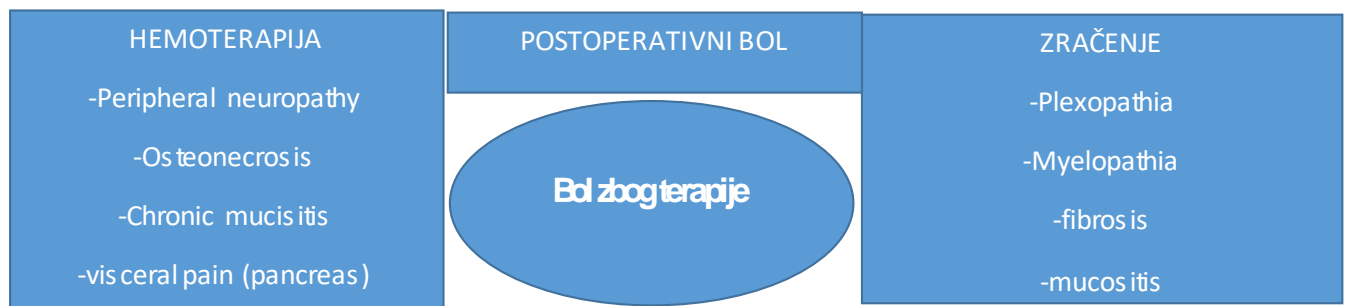 HEMOTERAPIJA
-Peripheral neuropathy
-Osteonecrosis
-Chronic mucisitis
-visceral pain (pancreas)
POSTOPERATIVNI BOL
Bol zbog terapije
ZRAČENJE
-Plexopathia
-Myelopathia
-fibrosis
-mucositis